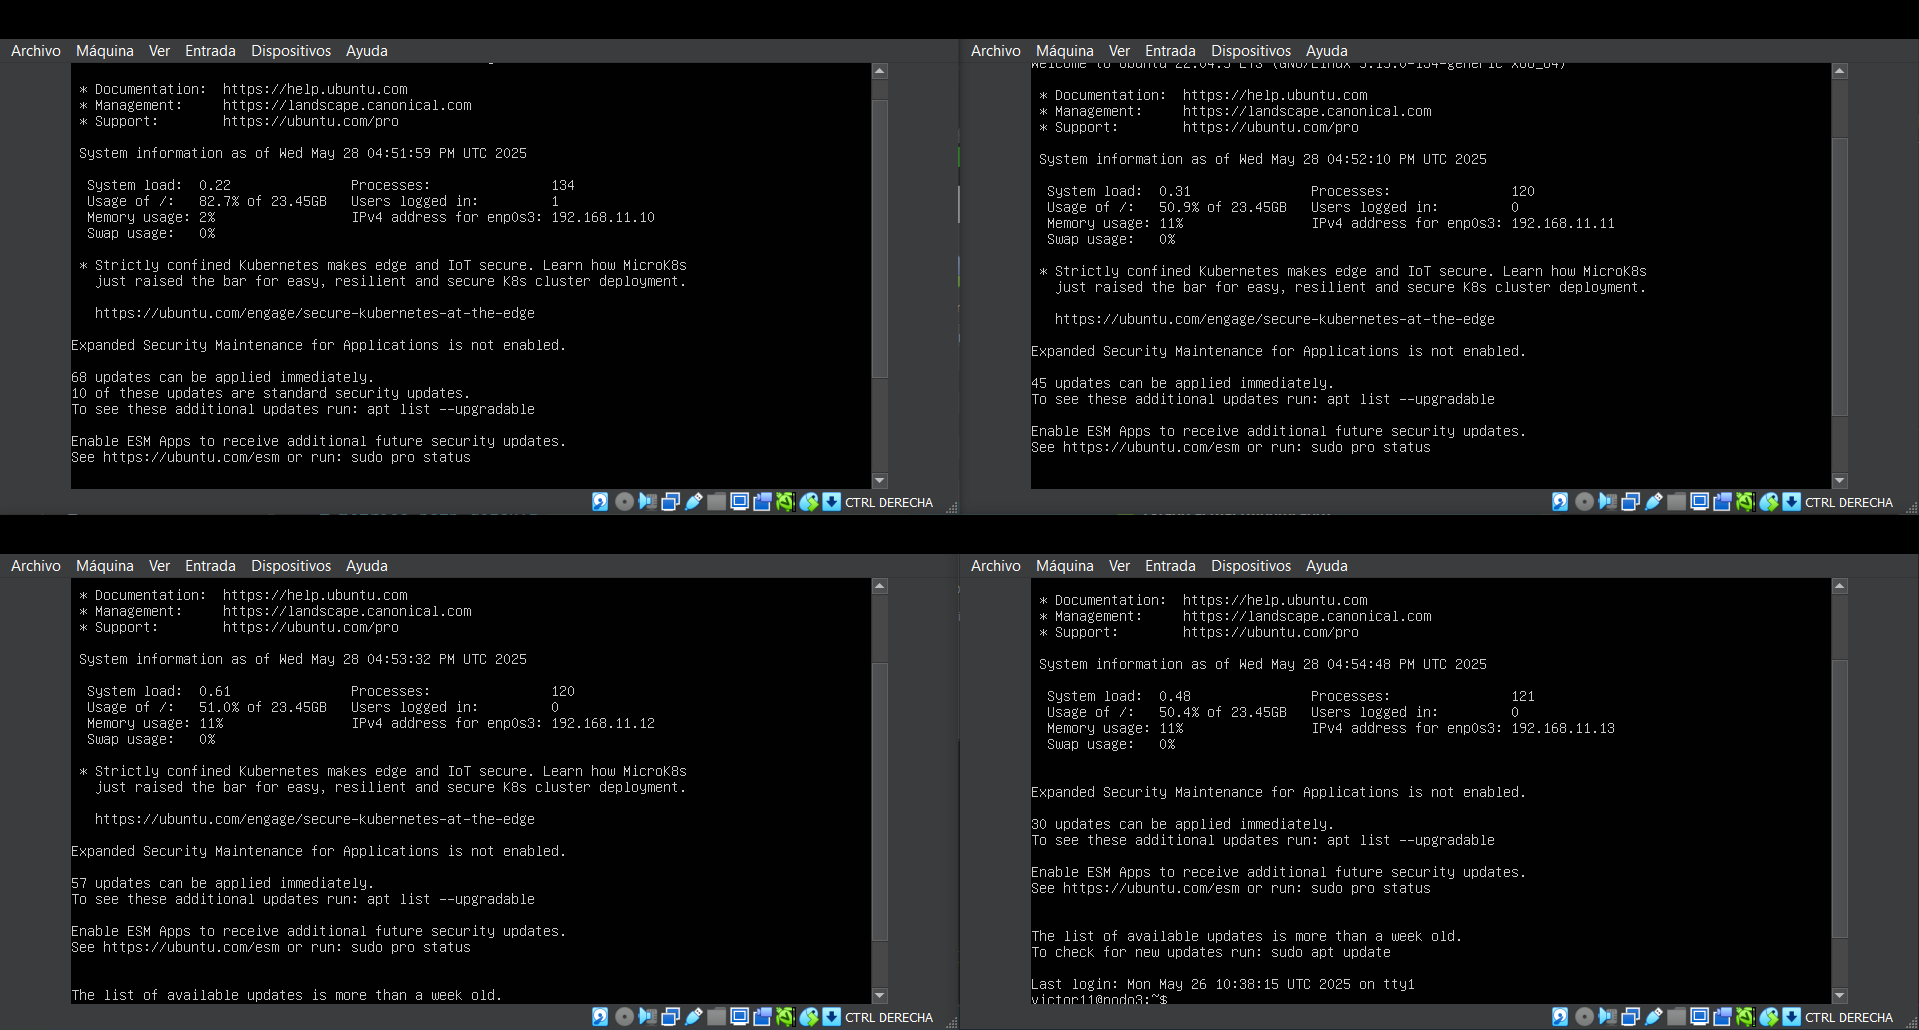 Archivo Máquina Ver Entrada Dispositivos Ayuda
* Documentation: https://help.ubuntu.com
* Management: https://landscape.canonical.com
* Support: https://ubuntu.com/pro
System information as of Wed May 28 04:51:59 PM UTC 2025
System load: 0.22 Processes: 134
Usage of /: 82.7% of 23.45GB Users logged in: 1
Memory usage: 2% IPv4 address for enp0s3: 192.168.11.10
Swap usage: 0%
* Strictly confined Kubernetes makes edge and IoT secure. Learn how MicroK8s
just raised the bar for easy, resilient and secure K8s cluster deployment.
https://ubuntu.com/engage/secure-kubernetes-at-the-edge
Expanded Security Maintenance for Applications is not enabled.
68 updates can be applied immediately.
10 of these updates are standard security updates.
To see these additional updates run: apt list --upgradable
Enable ESM Apps to receive additional future security updates.
See https://ubuntu.com/esm or run: sudo pro status
CTRL DERECHA
Archivo Máquina Ver Entrada Dispositivos Ayuda
Welcome to Ubuntu 22.04.5 LTS (GNU/Linux 5.15.0-134-generic x86_64)
* Documentation: https://help.ubuntu.com
* Management: https://landscape.canonical.com
* Support: https://ubuntu.com/pro
System information as of Wed May 28 04:52:10 PM UTC 2025
System load: 0.31 Processes: 120
Usage of /: 50.9% of 23.45GB Users logged in: 0
Memory usage: 11% IPv4 address for enp0s3: 192.168.11.11
Swap usage: 0%
* Strictly confined Kubernetes makes edge and IoT secure. Learn how MicroK8s
just raised the bar for easy, resilient and secure K8s cluster deployment.
https://ubuntu.com/engage/secure-kubernetes-at-the-edge
Expanded Security Maintenance for Applications is not enabled.
45 updates can be applied immediately.
To see these additional updates run: apt list --upgradable
Enable ESM Apps to receive additional future security updates.
See https://ubuntu.com/esm or run: sudo pro status
CTRL DERECHA
Archivo Máquina Ver Entrada Dispositivos Ayuda
* Documentation: https://help.ubuntu.com
* Management: https://landscape.canonical.com
* Support: https://ubuntu.com/pro
System information as of Wed May 28 04:53:32 PM UTC 2025
System load: 0.61 Processes: 120
Usage of /: 51.0% of 23.45GB Users logged in: 0
Memory usage: 11% IPv4 address for enp0s3: 192.168.11.12
Swap usage: 0%
* Strictly confined Kubernetes makes edge and IoT secure. Learn how MicroK8s
just raised the bar for easy, resilient and secure K8s cluster deployment.
https://ubuntu.com/engage/secure-kubernetes-at-the-edge
Expanded Security Maintenance for Applications is not enabled.
57 updates can be applied immediately.
To see these additional updates run: apt list --upgradable
Enable ESM Apps to receive additional future security updates.
See https://ubuntu.com/esm or run: sudo pro status
The list of available updates is more than a week old.
CTRL DERECHA
Archivo Máquina Ver Entrada Dispositivos Ayuda
* Documentation: https://help.ubuntu.com
* Management: https://landscape.canonical.com
* Support: https://ubuntu.com/pro
System information as of Wed May 28 04:54:48 PM UTC 2025
System load: 0.48 Processes: 121
Usage of /: 50.4% of 23.45GB Users logged in: 0
Memory usage: 11% IPv4 address for enp0s3: 192.168.11.13
Swap usage: 0%
Expanded Security Maintenance for Applications is not enabled.
30 updates can be applied immediately.
To see these additional updates run: apt list --upgradable
Enable ESM Apps to receive additional future security updates.
See https://ubuntu.com/esm or run: sudo pro status
The list of available updates is more than a week old.
To check for new updates run: sudo apt update
Last login: Mon May 26 10:38:15 UTC 2025 on tty1
victor11@nodo3:~$
CTRL DERECHA